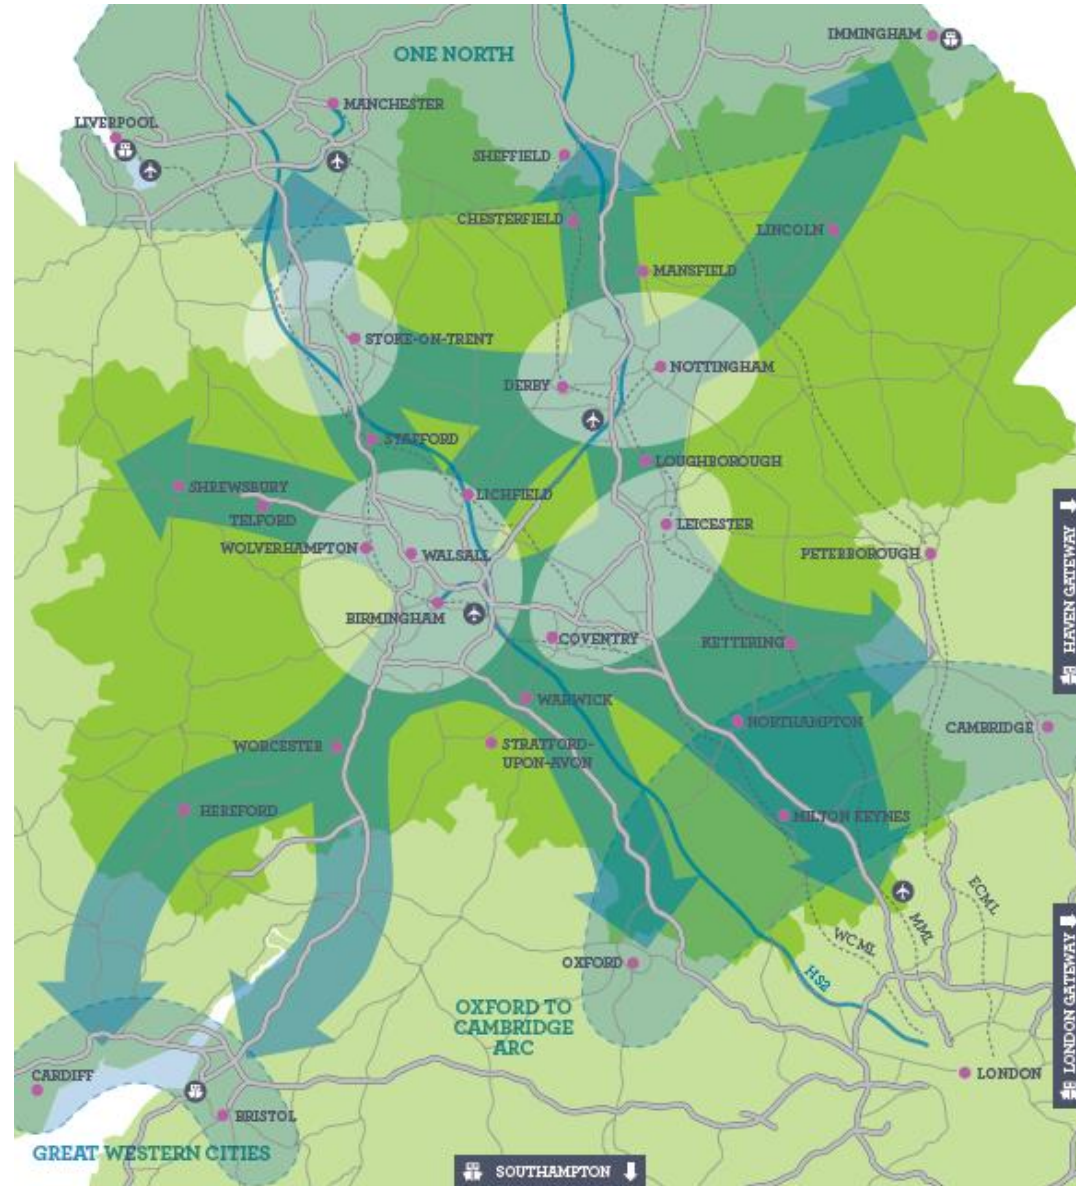 ONE NORTH
IMMINGHAM
MANCHESTER
LIVERPOOL
SHEFFIELD
CHESTERFIELD
LINCOLN
MANSFIELD
STOKE-ON-TRENT
NOTTINGHAM
DERBY
STAFFORD
LOUGHBOROUGH
SHREWSBURY
LICHFIELD
TELFORD
LEICESTER
WOLVERHAMPTON
WALSALL
PETERBOROUGH
HAVEN GATEWAY
BIRMINGHAM
COVENTRY
KETTERING
WARWICK
NORTHAMPTON
CAMBRIDGE
WORCESTER
STRATFORD-
UPON-AVON
HEREFORD
MILTON KEYNES
ECML
MML
WCML
HS2
OXFORD
LONDON GATEWAY
OXFORD TO
CAMBRIDGE
ARC
CARDIFF
LONDON
BRISTOL
GREAT WESTERN CITIES
SOUTHAMPTON